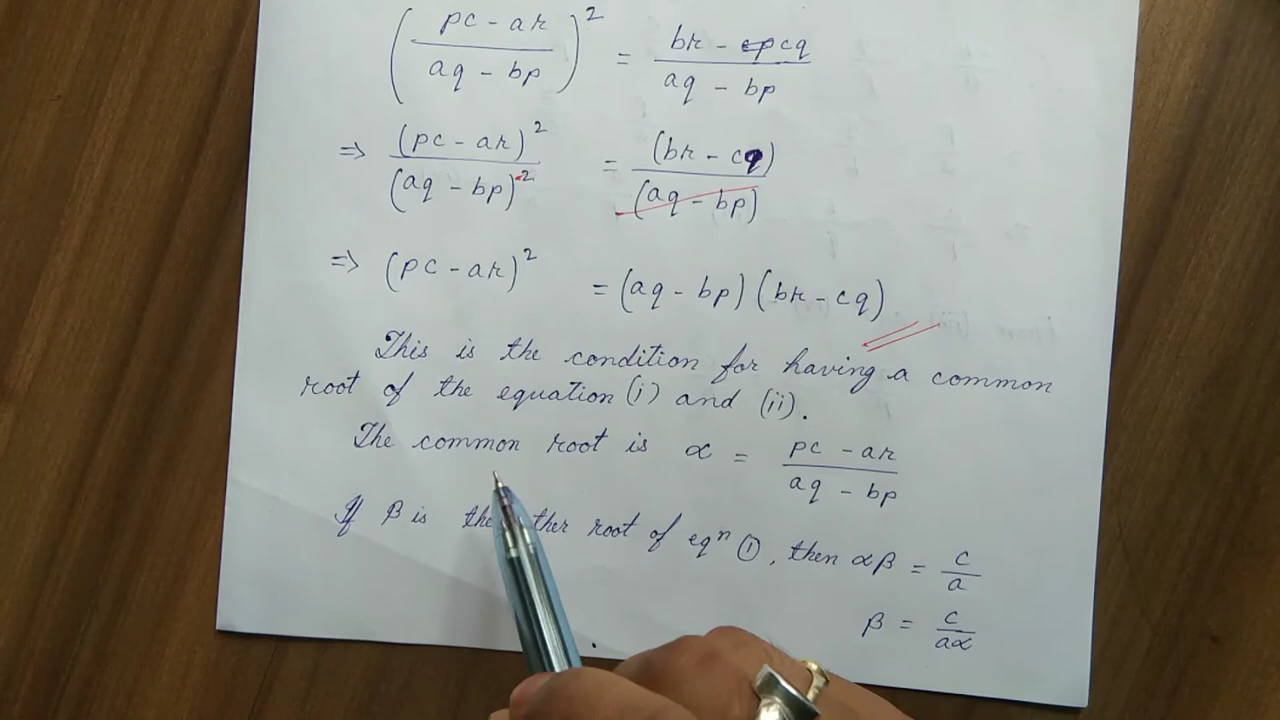 (pc - ar / aq - bp)² = br - cp cq / aq - bp
⇒ (pc - ar)² / (aq - bp)² = (br - cq) / (aq - bp)
⇒ (pc - ar)² = (aq - bp) (br - cq)
This is the condition for having a common
root of the equation (i) and (ii).
The common root is α = pc - ar / aq - bp
If β is the other root of eqⁿ ①, then αβ = c / a
β = c / aα